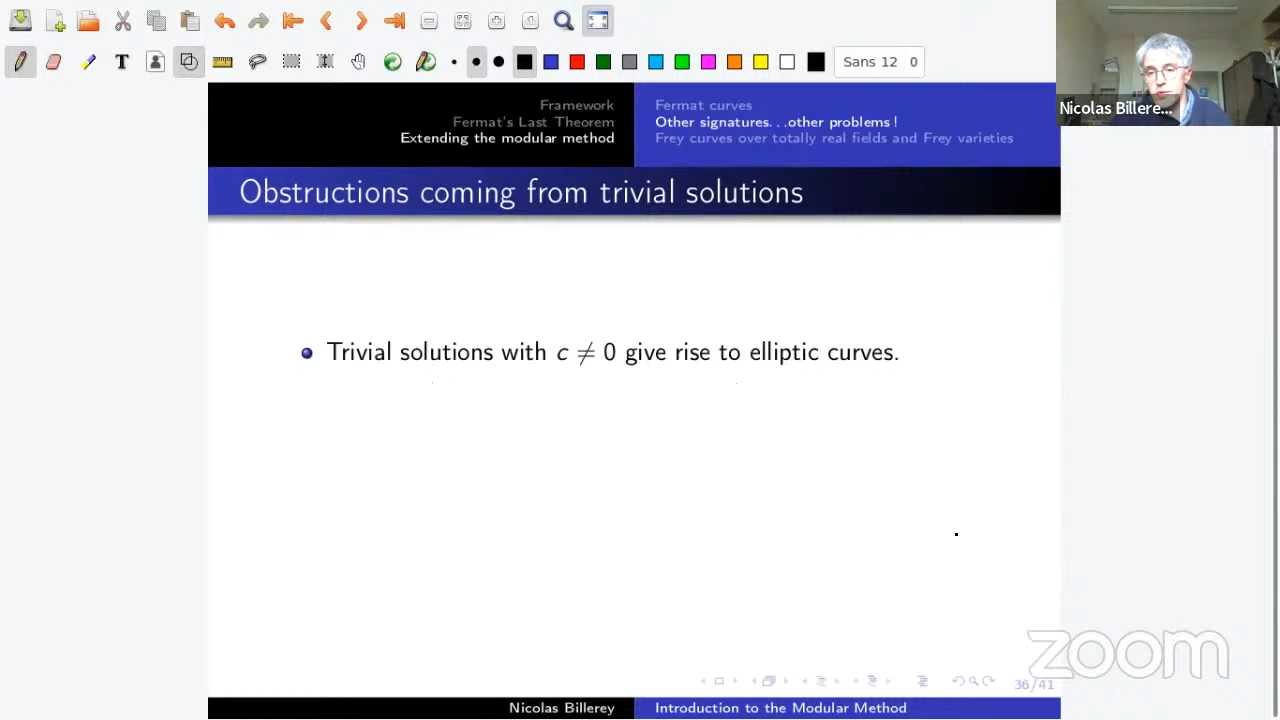 Sans 12 0
Nicolas Billere...
Framework
Fermat's Last Theorem
Extending the modular method
Fermat curves
Other signatures...other problems !
Frey curves over totally real fields and Frey varieties
Obstructions coming from trivial solutions
Trivial solutions with c ≠ 0 give rise to elliptic curves.
zoom
36/41
Nicolas Billerey
Introduction to the Modular Method